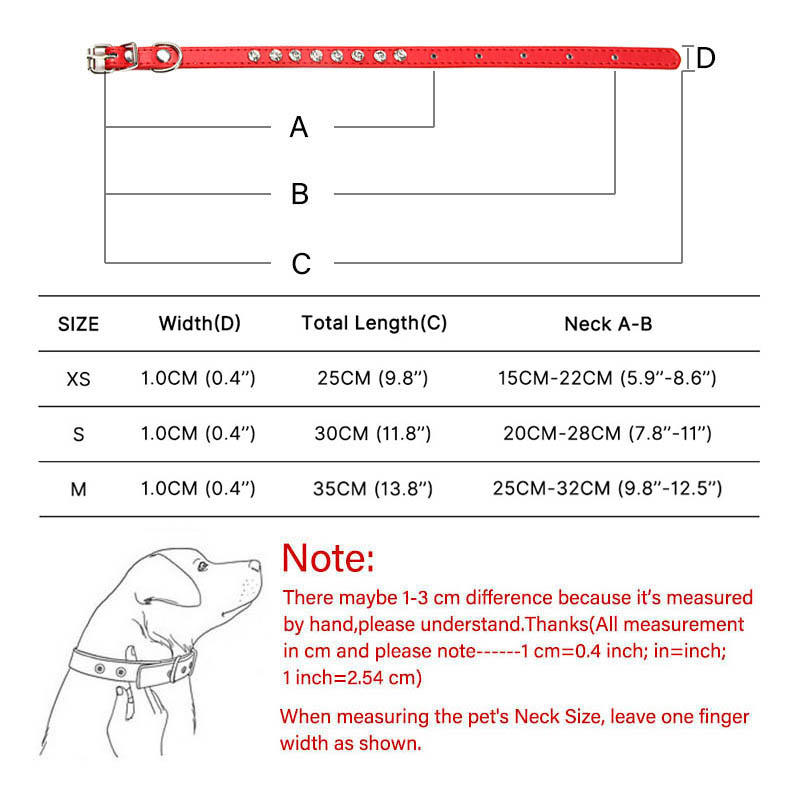 D
A
B
C
SIZE Width(D) Total Length(C) Neck A-B
XS 1.0CM (0.4’’) 25CM (9.8’’) 15CM-22CM (5.9’’-8.6’’)
S 1.0CM (0.4’’) 30CM (11.8’’) 20CM-28CM (7.8’’-11’’)
M 1.0CM (0.4’’) 35CM (13.8’’) 25CM-32CM (9.8’’-12.5’’)
Note:
There maybe 1-3 cm difference because it’s measured
by hand,please understand.Thanks(All measurement
in cm and please note------1 cm=0.4 inch; in=inch;
1 inch=2.54 cm)
When measuring the pet's Neck Size, leave one finger
width as shown.